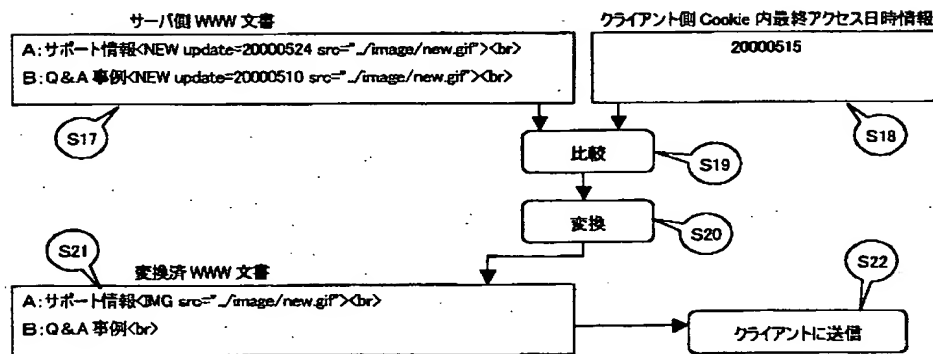 サーバ側 WWW 文書
クライアント側 Cookie 内最終アクセス日時情報
A:サポート情報<NEW update=20000524 src="../image/new.gif"><br>
B:Q&A 事例<NEW update=20000510 src="../image/new.gif"><br>
20000515
S17
S18
比較
S19
変換
S20
S21
S22
変換済 WWW 文書
A:サポート情報<IMG src="../image/new.gif"><br>
B:Q&A 事例<br>
クライアントに送信